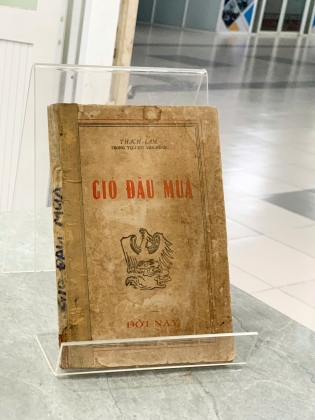 THẠCH-LAM
TRONG TỰ-LỰC VĂN-ĐOÀN
GIÓ ĐẦU MÙA
ĐỜI NAY
GIÓ ĐẦU MÙA